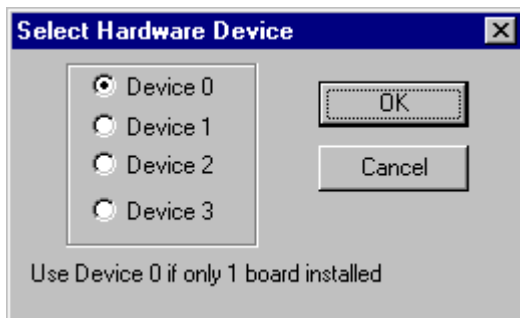 Select Hardware Device
Device 0
Device 1
Device 2
Device 3
OK
Cancel
Use Device 0 if only 1 board installed